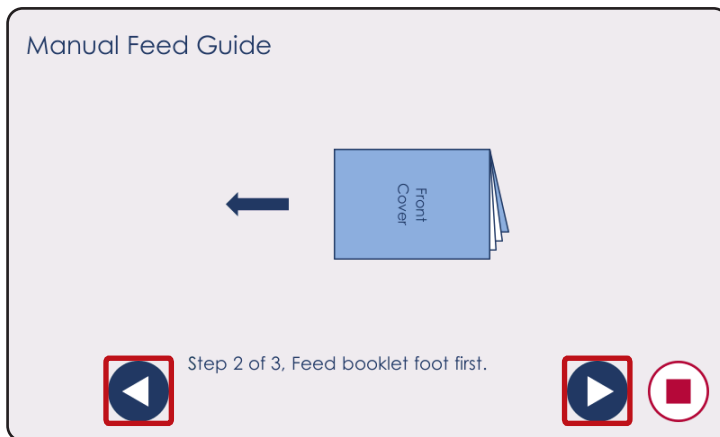 Manual Feed Guide
Front
Cover
Step 2 of 3, Feed booklet foot first.